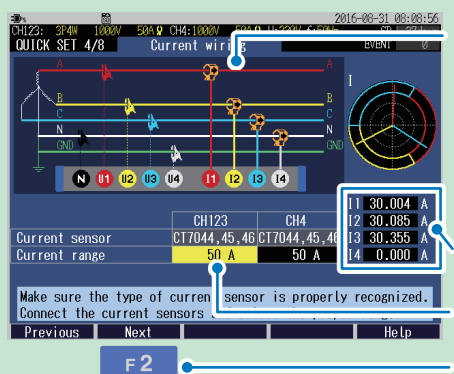 2016-08-31 08:08:56
CH123: 3P4W 1000V 50A CH4:1000V
QUICK SET 4/8 Current wiring EVENT 0
A A
B B
C C
N N
GND GND
I
N U1 U2 U3 U4 I1 I2 I3 I4
I1 30.004 A
I2 30.085 A
I3 30.355 A
I4 0.000 A
CH123 CH4
Current sensor CT7044,45,46 CT7044,45,46
Current range 50 A 50 A
Make sure the type of current sensor is properly recognized.
Connect the current sensors
Previous Next Help
F2